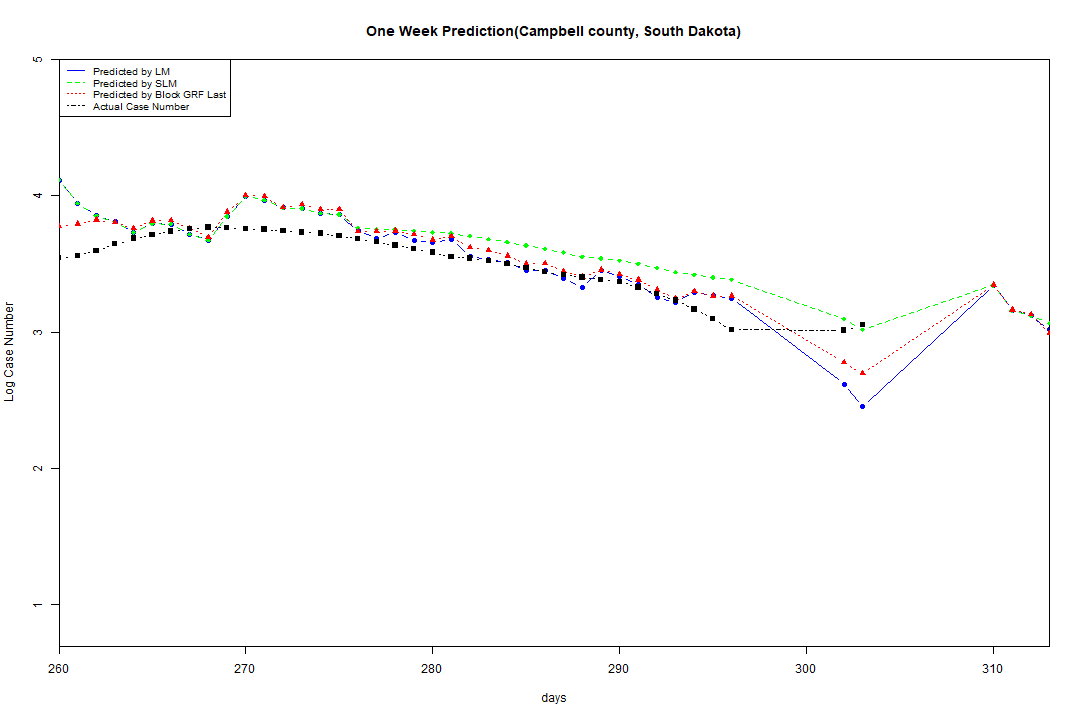 One Week Prediction(Campbell county, South Dakota)
Predicted by LM
Predicted by SLM
Predicted by Block GRF Last
Actual Case Number
5
4
3
2
1
Log Case Number
260 270 280 290 300 310
days